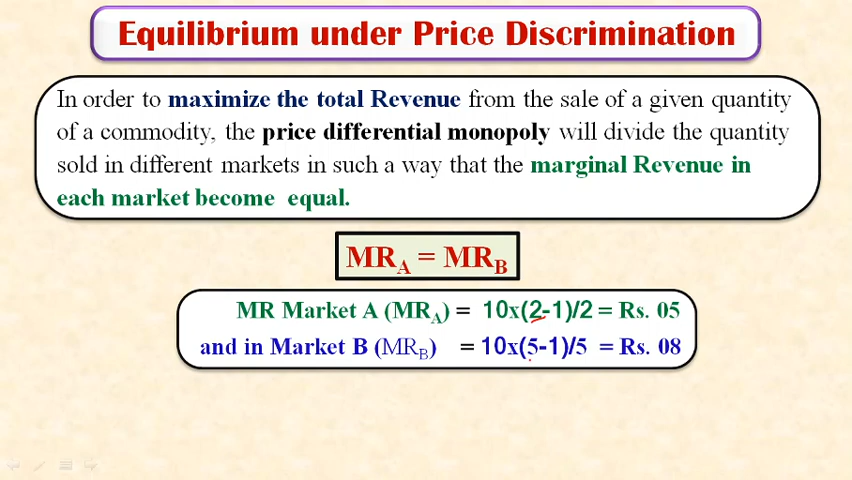 Equilibrium under Price Discrimination
In order to maximize the total Revenue from the sale of a given quantity
of a commodity, the price differential monopoly will divide the quantity
sold in different markets in such a way that the marginal Revenue in
each market become equal.
MRA = MRB
MR Market A (MRA) = 10x(2-1)/2 = Rs. 05
and in Market B (MRB) = 10x(5-1)/5 = Rs. 08